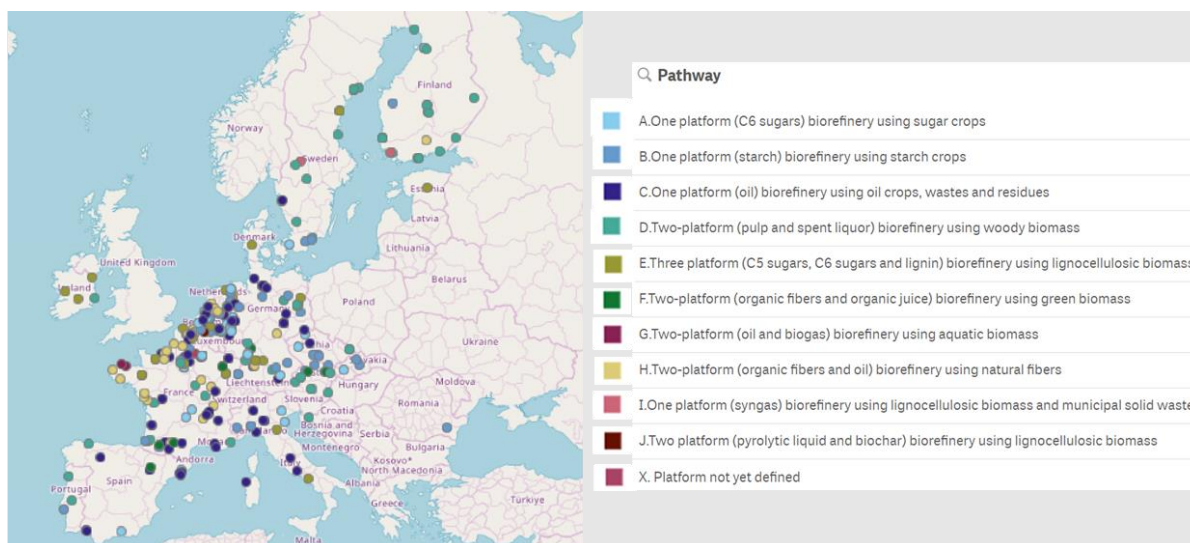 Finland
Norway
Sweden
Estonia
Latvia
Denmark
Lithuania
United Kingdom
Belarus
Ireland
Netherlands
Poland
Germany
Ukraine
Luxembourg
Slovakia
Liechtenstein
Hungary
Moldova
France
Switzerland
Slovenia
Romania
Croatia
Bosnia and
Herzegovina
Serbia
Montenegro
Bulgaria
Andorra
Kosovo*
Italy
North Macedonia
Portugal
Spain
Albania
Greece
Türkiye
Malta
Pathway
A.One platform (C6 sugars) biorefinery using sugar crops
B.One platform (starch) biorefinery using starch crops
C.One platform (oil) biorefinery using oil crops, wastes and residues
D.Two-platform (pulp and spent liquor) biorefinery using woody biomass
E.Three platform (C5 sugars, C6 sugars and lignin) biorefinery using lignocellulosic biomass
F.Two-platform (organic fibers and organic juice) biorefinery using green biomass
G.Two-platform (oil and biogas) biorefinery using aquatic biomass
H.Two-platform (organic fibers and oil) biorefinery using natural fibers
I.One platform (syngas) biorefinery using lignocellulosic biomass and municipal solid waste
J.Two platform (pyrolytic liquid and biochar) biorefinery using lignocellulosic biomass
X. Platform not yet defined